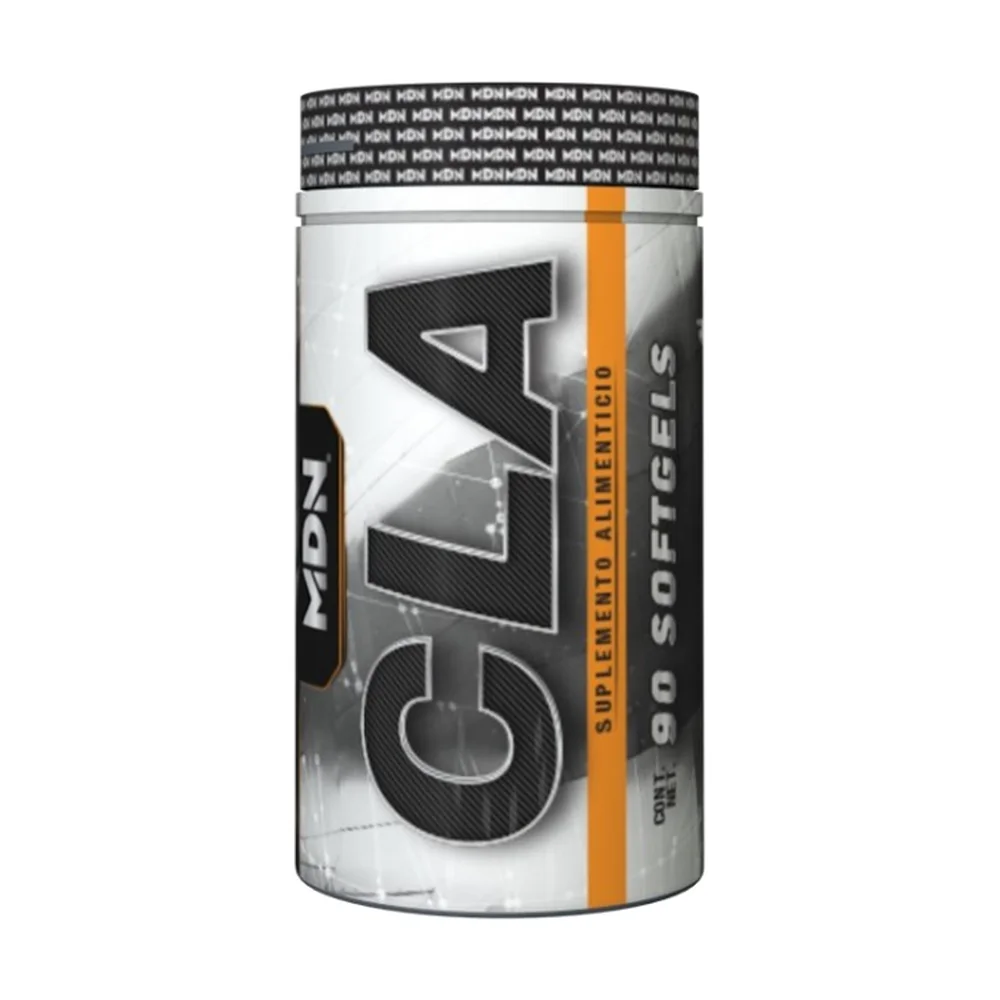 MDN
CLA
SUPLEMENTO ALIMENTICIO
CONT.
NET.
90 SOFTGELS